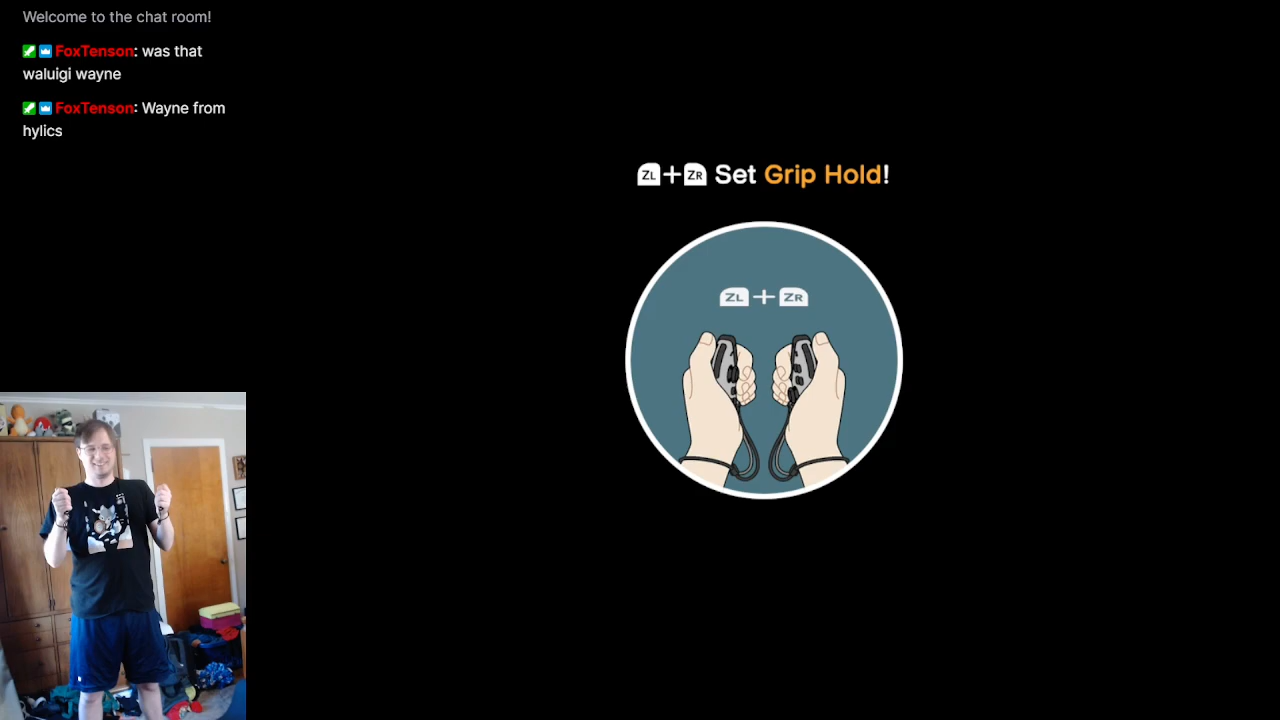 Welcome to the chat room!
FoxTenson: was that
waluigi wayne
FoxTenson: Wayne from
hylics
ZL+ZR Set Grip Hold!
ZL+ZR